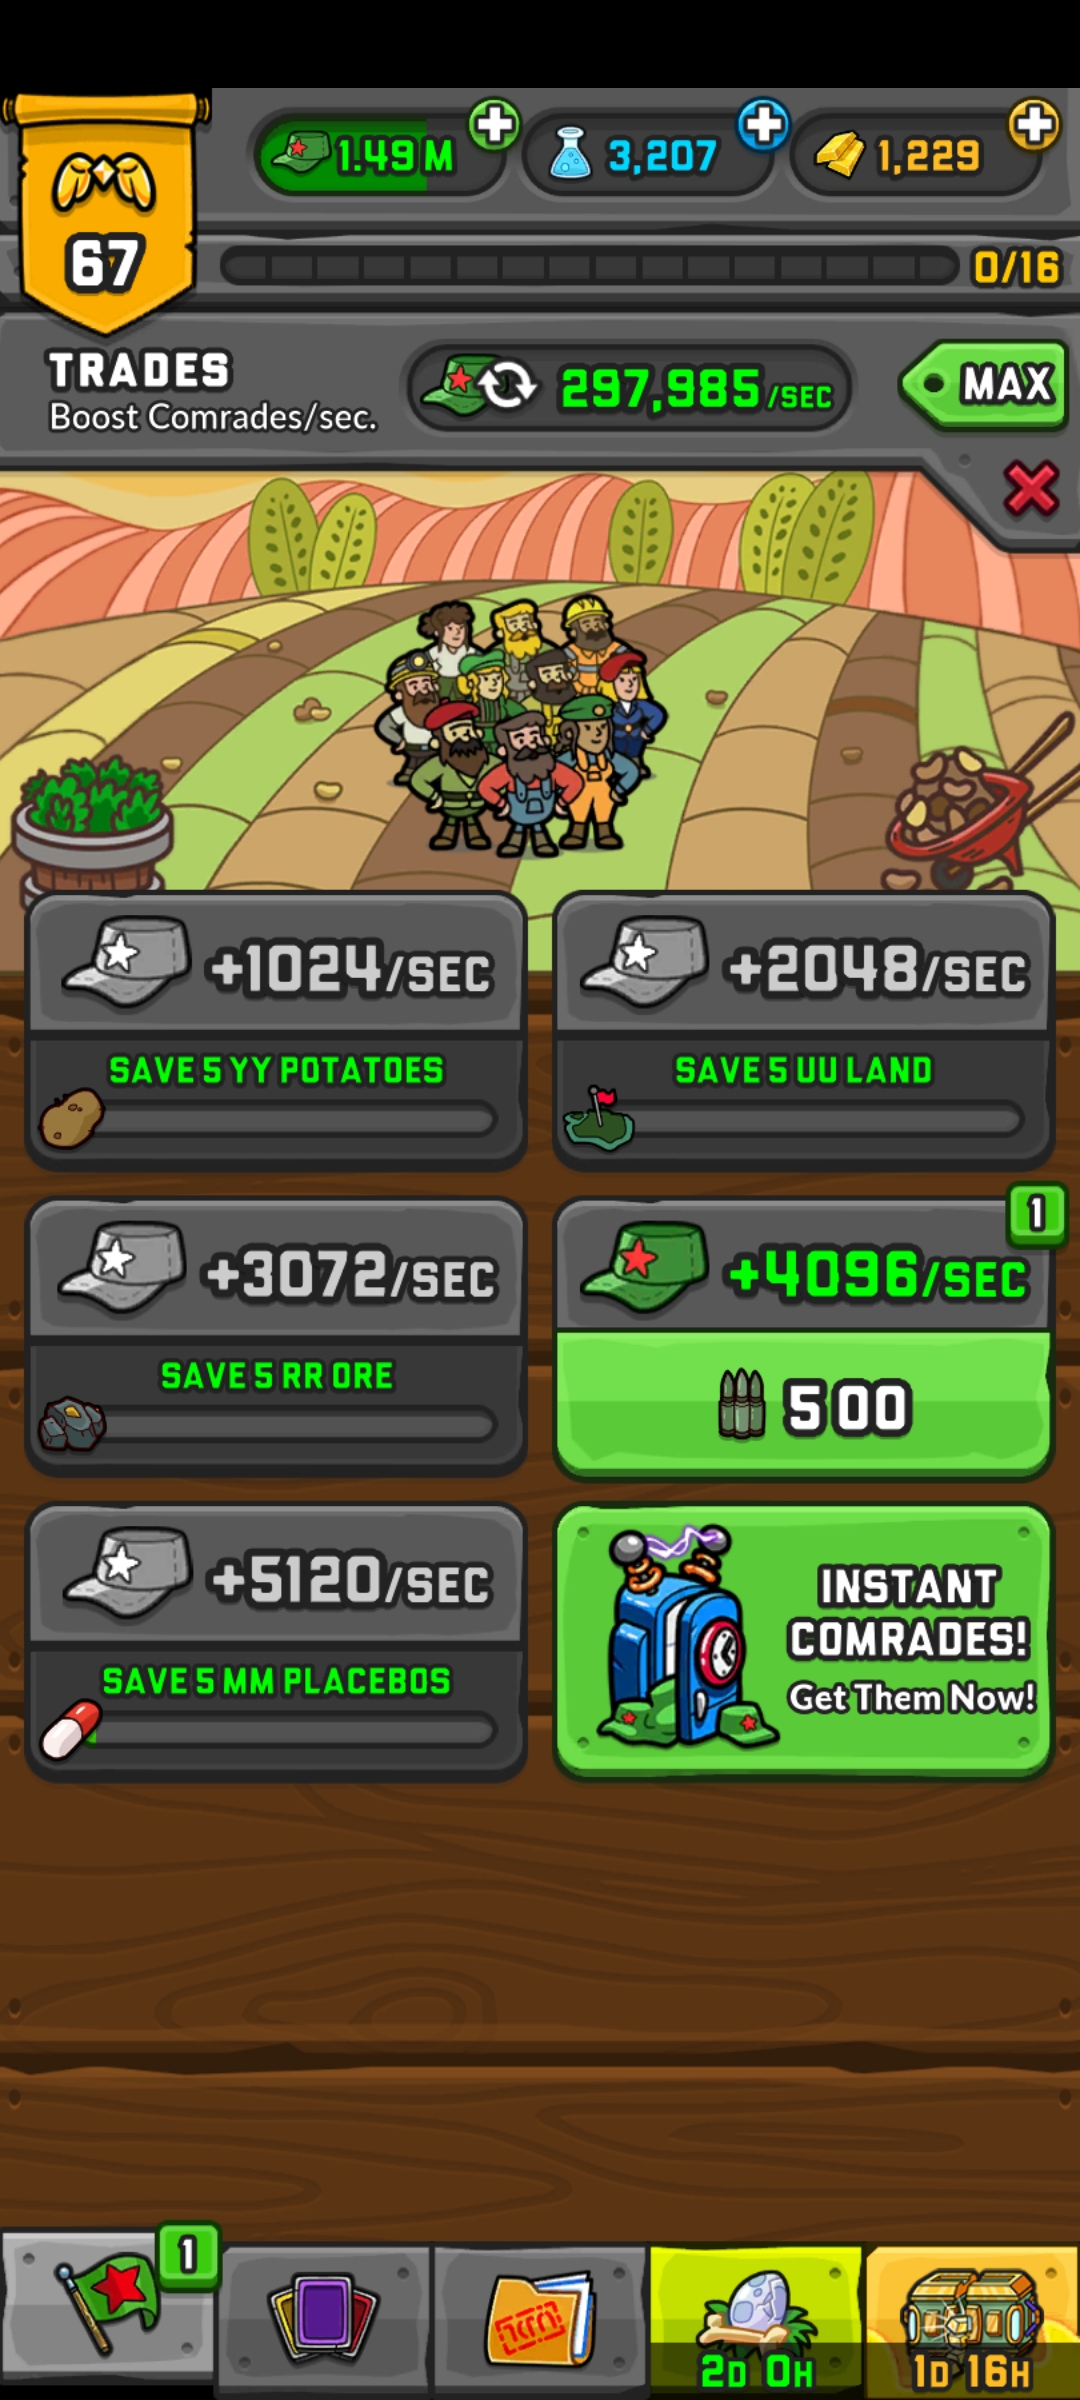 67
1.49 M
3,207
1,229
0/16
TRADES
Boost Comrades/sec.
297,985/SEC
MAX
+1024/SEC
SAVE 5 YY POTATOES
+2048/SEC
SAVE 5 UU LAND
+3072/SEC
SAVE 5 RR ORE
1
+4096/SEC
500
+5120/SEC
SAVE 5 MM PLACEBOS
INSTANT
COMRADES!
Get Them Now!
1
2D 0H
1D 16H